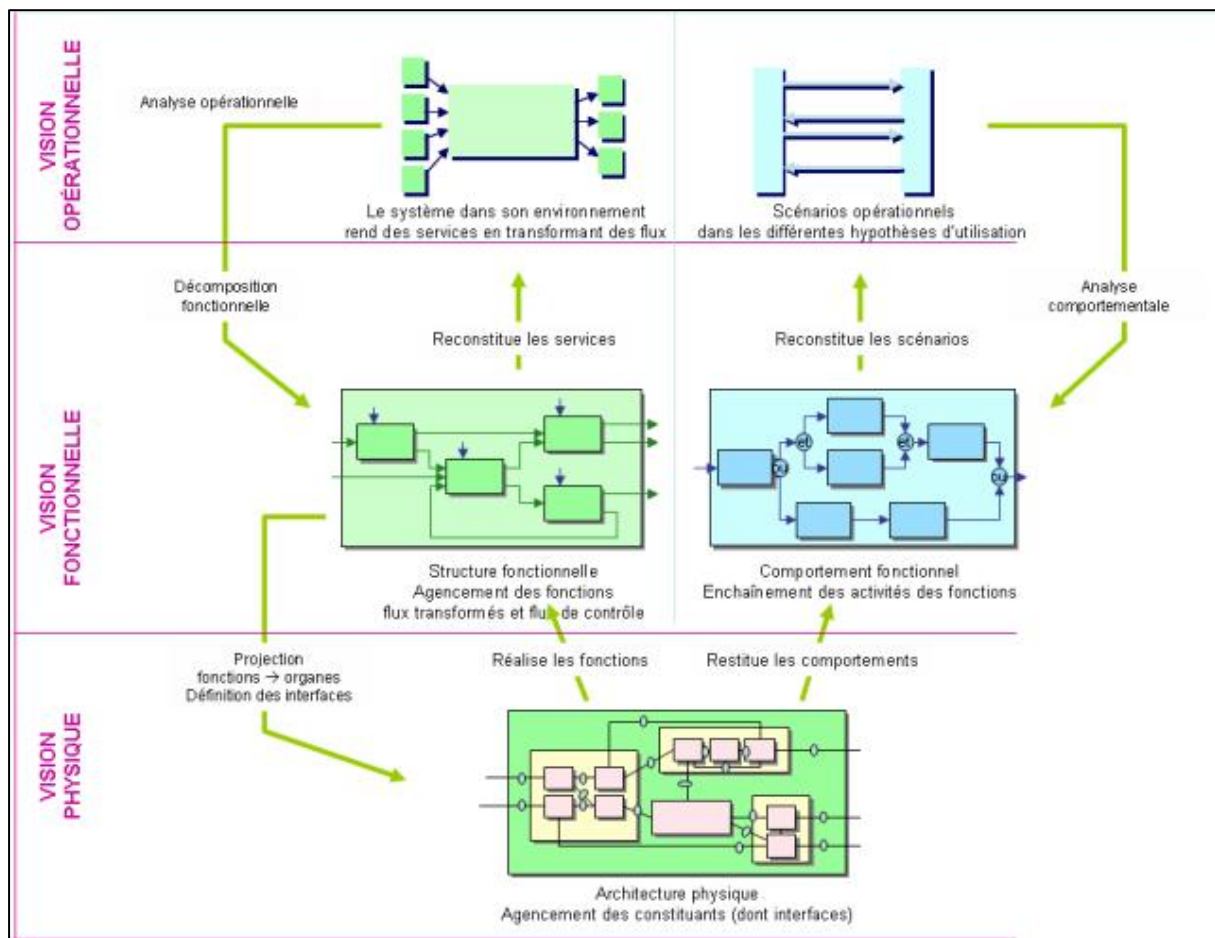 VISION
OPÉRATIONNELLE
Analyse opérationnelle
Le système dans son environnement
rend des services en transformant des flux
Scénarios opérationnels
dans les différentes hypothèses d'utilisation
VISION
FONCTIONNELLE
Décomposition
fonctionnelle
Reconstitue les services
Reconstitue les scénarios
Analyse
comportementale
et
et
ou
ou
Structure fonctionnelle
Agencement des fonctions
flux transformés et flux de contrôle
Comportement fonctionnel
Enchaînement des activités des fonctions
VISION
PHYSIQUE
Projection
fonctions → organes
Définition des interfaces
Réalise les fonctions
Restitue les comportements
Architecture physique
Agencement des constituants (dont interfaces)